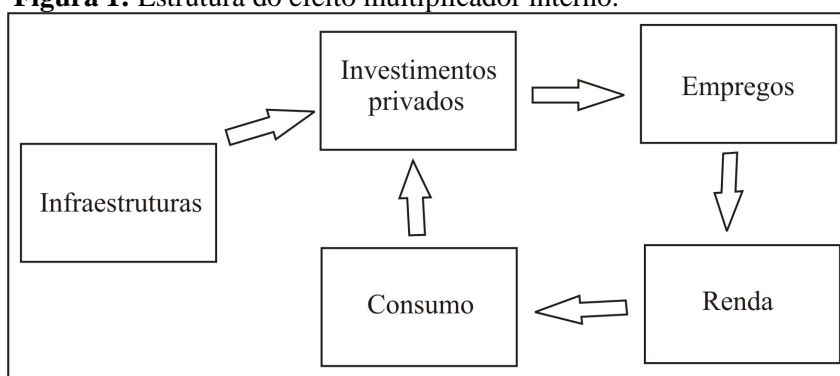 Figura 1. Estrutura do efeito multiplicador interno.
Investimentos
privados
Empregos
Infraestruturas
Consumo
Renda